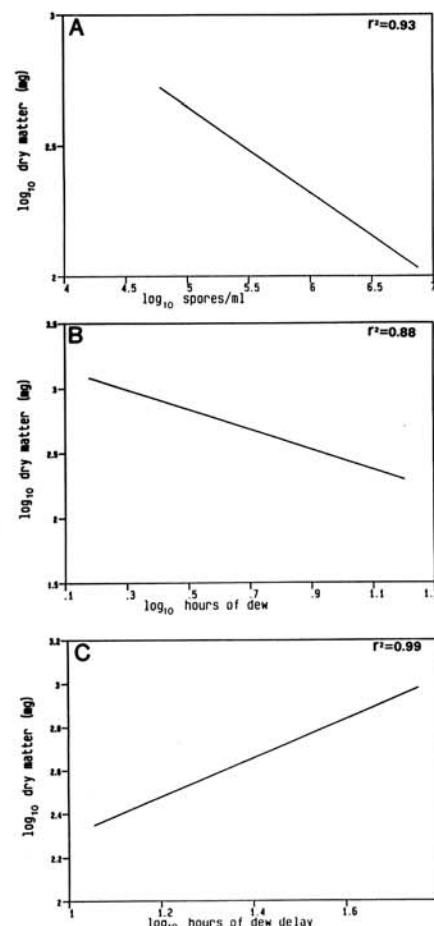 A
r²=0.93
3
2.5
2
log₁₀ dry matter (mg)
4
4.5
5
5.5
6
6.5
7
log₁₀ spores/ml
B
r²=0.88
3.5
3
2.5
2
1.5
log₁₀ dry matter (mg)
.1
.3
.5
.7
.9
1.1
1.3
log₁₀ hours of dew
C
r²=0.99
3.2
3
2.8
2.6
2.4
2.2
2
log₁₀ dry matter (mg)
1
1.2
1.4
1.6
log₁₀ hours of dew delay